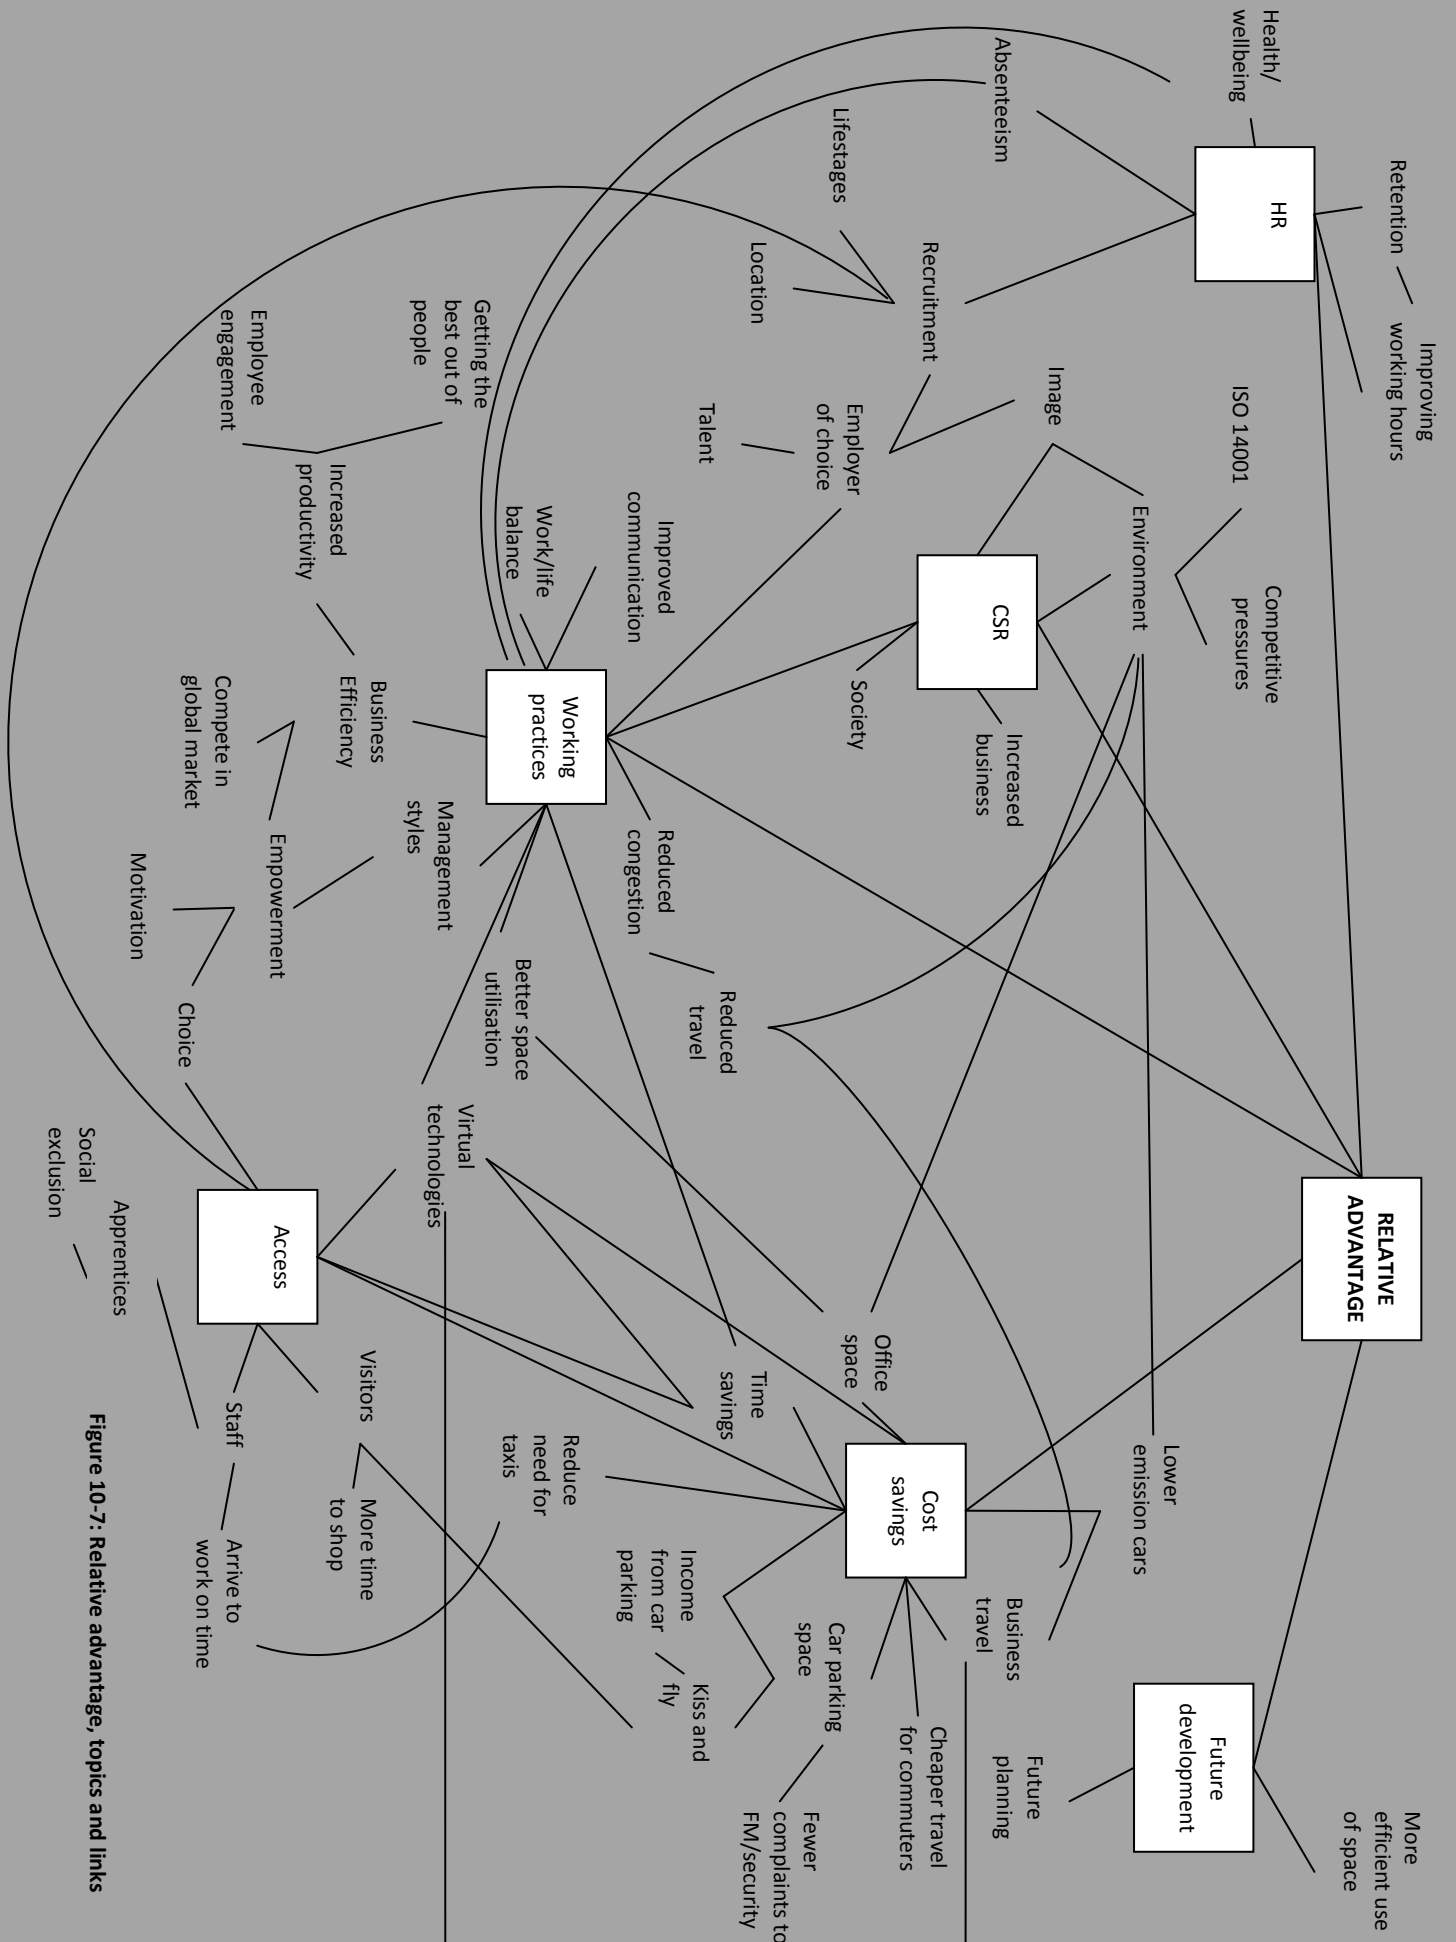 Health/
wellbeing
HR
Retention
Improving
working hours
Absenteeism
Lifestages
Location
Recruitment
Image
ISO 14001
Competitive
pressures
Environment
Employer
of choice
Talent
CSR
Society
Increased
business
RELATIVE
ADVANTAGE
Getting the
best out of
people
Employee
engagement
Increased
productivity
Improved
communication
Work/life
balance
Working
practices
Business
Efficiency
Compete in
global market
Management
styles
Empowerment
Motivation
Choice
Reduced
congestion
Reduced
travel
Better space
utilisation
Virtual
technologies
Social
exclusion
Apprentices
Access
Visitors
Staff
More time
to shop
Arrive to
work on time
Office
space
Time
savings
Reduce
need for
taxis
Cost
savings
Lower
emission cars
Business
travel
Income
from car
parking
Kiss and
fly
Car parking
space
Cheaper travel
for commuters
Fewer
complaints to
FM/security
Future
planning
Future
development
More
efficient use
of space
Figure 10-7: Relative advantage, topics and links